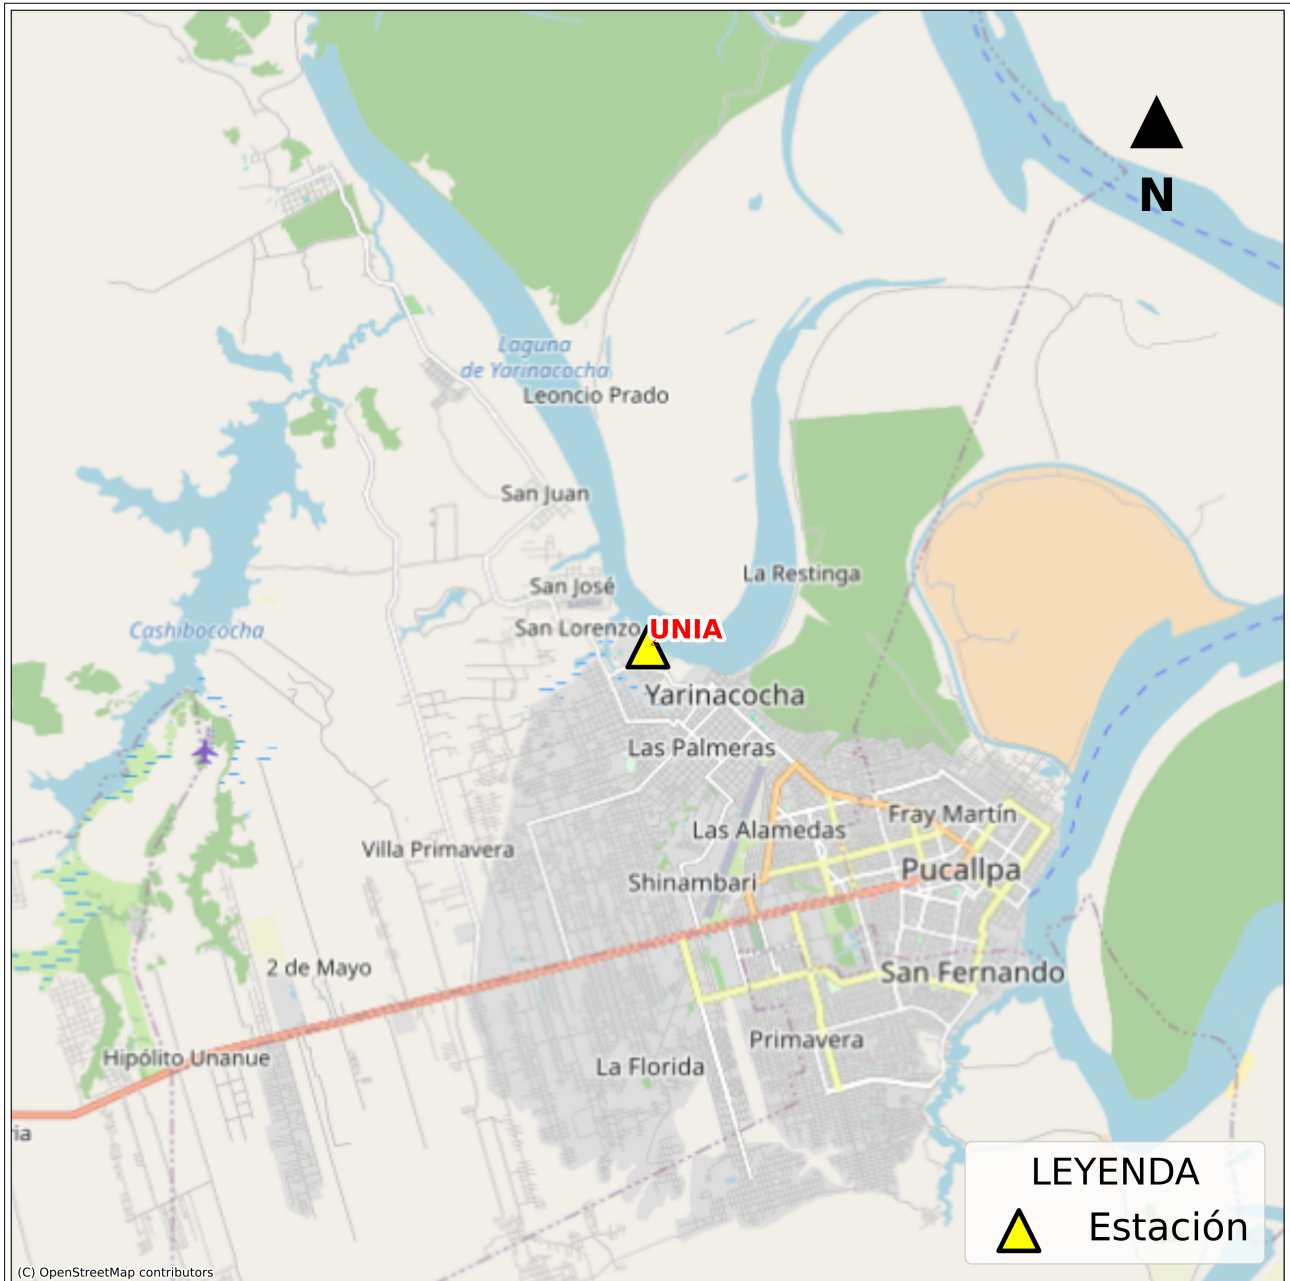 N
Laguna
de Yarinacocha
Leoncio Prado
San Juan
La Restinga
San José
San Lorenzo
UNIA
Cashibococha
Yarinacocha
Las Palmeras
Fray Martín
Las Alamedas
Villa Primavera
Pucallpa
Shinambari
2 de Mayo
San Fernando
Primavera
Hipólito Unanue
La Florida
ia
LEYENDA
Estación
(C) OpenStreetMap contributors